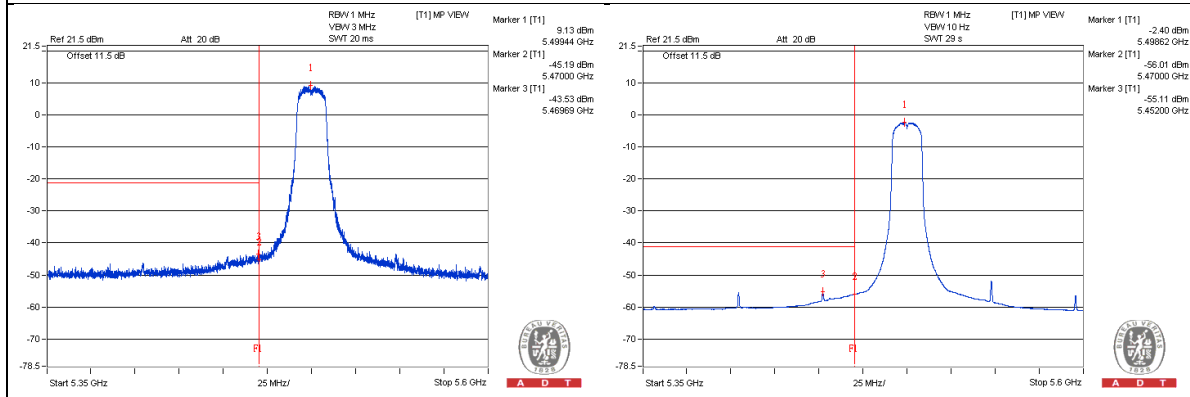 RBW 1 MHz
[T1] MP VIEW
VBW 3 MHz
Ref 21.5 dBm
Att 20 dB
SWT 20 ms
Marker 1 [T1]
9.13 dBm
5.49944 GHz
Marker 2 [T1]
-45.19 dBm
5.47000 GHz
Marker 3 [T1]
-43.53 dBm
5.46969 GHz
21.5
Offset 11.5 dB
10
0
-10
-20
-30
-40
-50
-60
-70
-78.5
1
3
2
F1
Start 5.35 GHz
25 MHz/
Stop 5.6 GHz
BUREAU VERITAS
1828
A D T
RBW 1 MHz
[T1] MP VIEW
VBW 10 Hz
Ref 21.5 dBm
Att 20 dB
SWT 29 s
Marker 1 [T1]
-2.40 dBm
5.49862 GHz
Marker 2 [T1]
-56.01 dBm
5.47000 GHz
Marker 3 [T1]
-55.11 dBm
5.45200 GHz
21.5
Offset 11.5 dB
10
0
-10
-20
-30
-40
-50
-60
-70
-78.5
1
3
2
F1
Start 5.35 GHz
25 MHz/
Stop 5.6 GHz
BUREAU VERITAS
1828
A D T